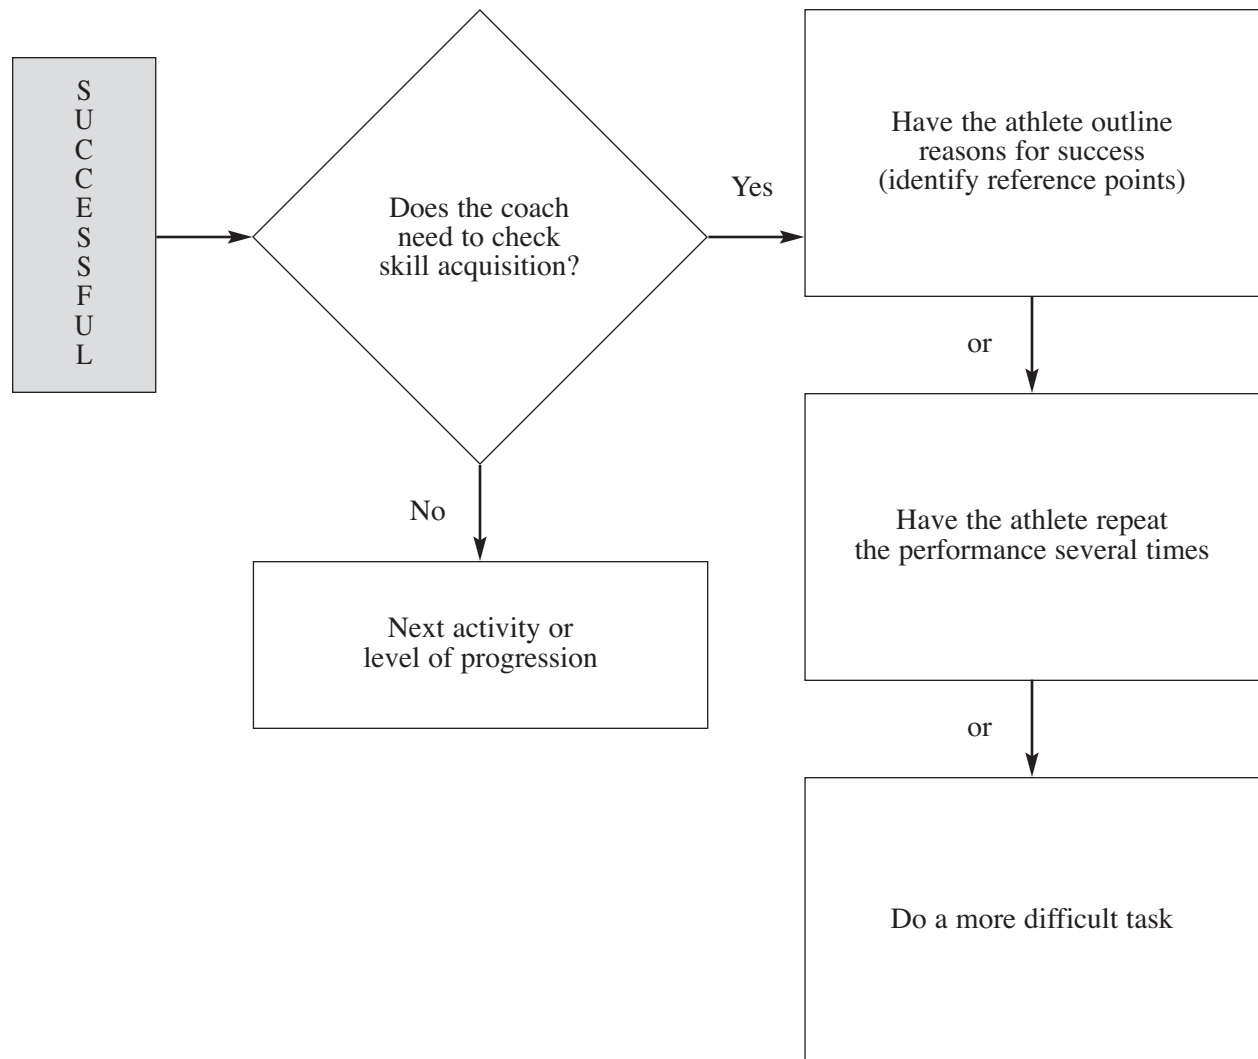 S
U
C
C
E
S
S
F
U
L
Does the coach
need to check
skill acquisition?
Yes
Have the athlete outline
reasons for success
(identify reference points)
or
No
Have the athlete repeat
the performance several times
Next activity or
level of progression
or
Do a more difficult task